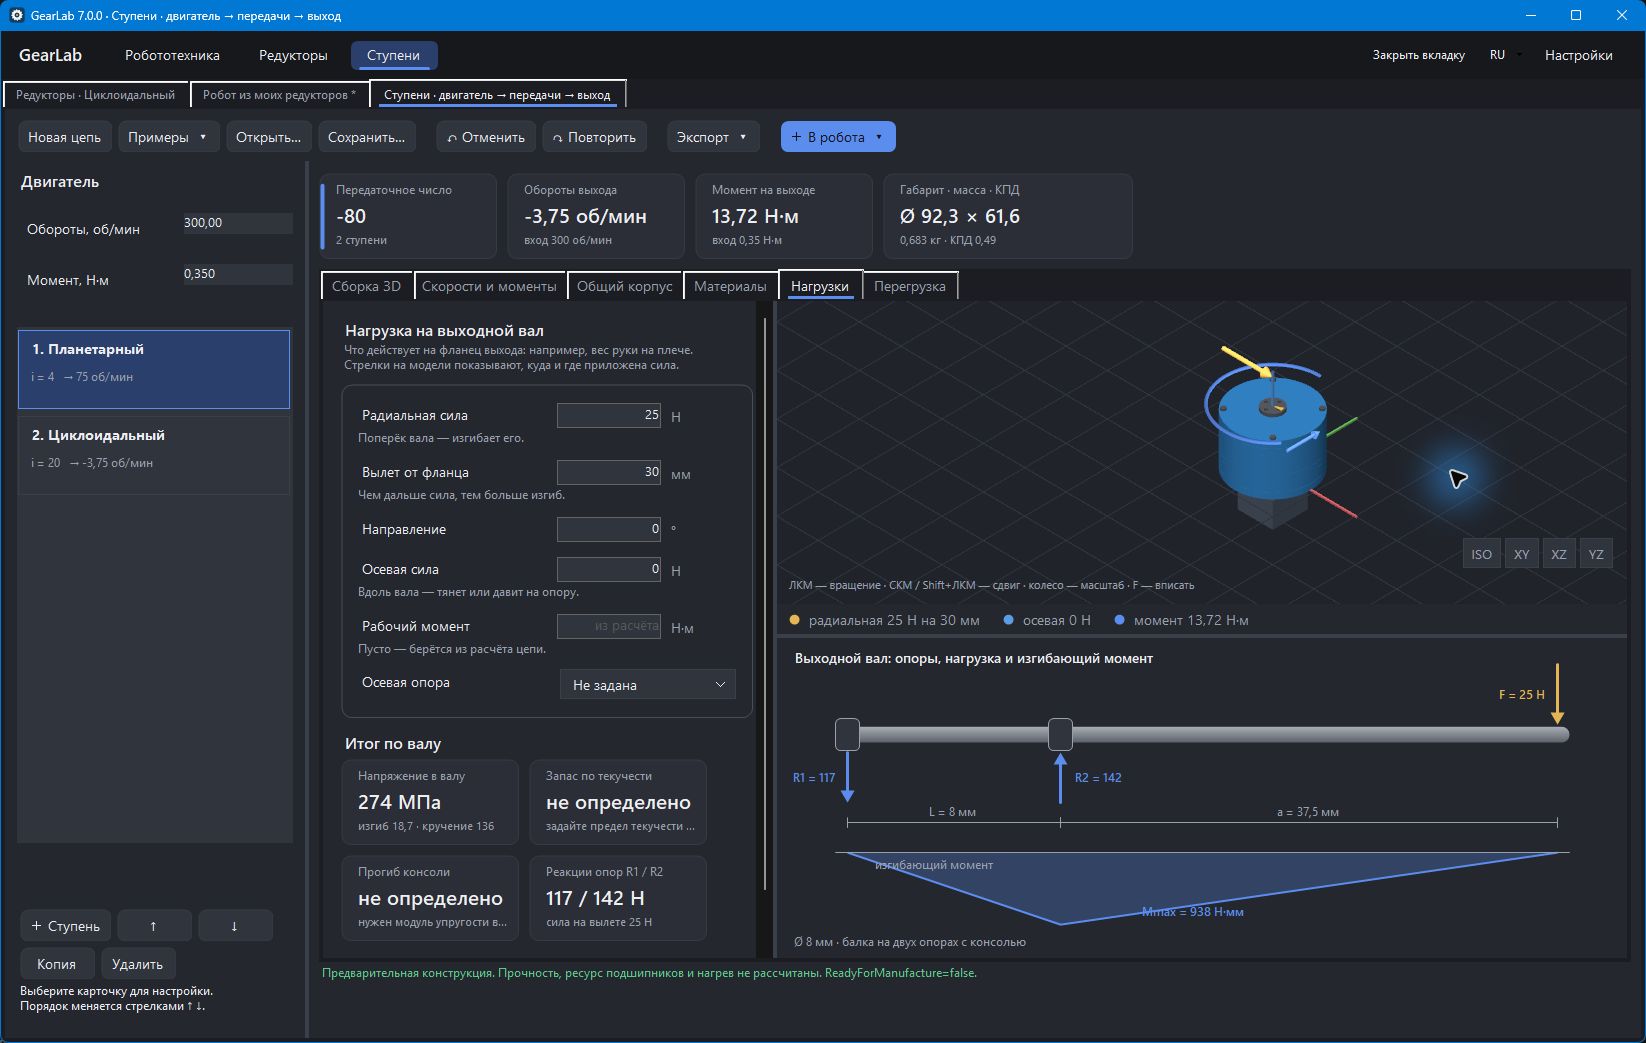 GearLab 7.0.0 · Ступени · двигатель → передачи → выход
GearLab
Робототехника
Редукторы
Ступени
Закрыть вкладку
RU
Настройки
Редукторы · Циклоидальный
Робот из моих редукторов *
Ступени · двигатель → передачи → выход
Новая цепь
Примеры ▼
Открыть...
Сохранить...
↶ Отменить
↷ Повторить
Экспорт ▼
+ В робота ▼
Двигатель
Обороты, об/мин
300,00
Момент, Н·м
0,350
1. Планетарный
i = 4 → 75 об/мин
2. Циклоидальный
i = 20 → -3,75 об/мин
+ Ступень
↑
↓
Копия
Удалить
Выберите карточку для настройки.
Порядок меняется стрелками ↑ ↓.
Передаточное число
-80
2 ступени
Обороты выхода
-3,75 об/мин
вход 300 об/мин
Момент на выходе
13,72 Н·м
вход 0,35 Н·м
Габарит · масса · КПД
Ø 92,3 × 61,6
0,683 кг · КПД 0,49
Сборка 3D
Скорости и моменты
Общий корпус
Материалы
Нагрузки
Перегрузка
Нагрузка на выходной вал
Что действует на фланец выхода: например, вес руки на плече.
Стрелки на модели показывают, куда и где приложена сила.
Радиальная сила
25
Н
Поперёк вала — изгибает его.
Вылет от фланца
30
мм
Чем дальше сила, тем больше изгиб.
Направление
0
°
Осевая сила
0
Н
Вдоль вала — тянет или давит на опору.
Рабочий момент
из расчёта
Н·м
Пусто — берётся из расчёта цепи.
Осевая опора
Не задана
Итог по валу
Напряжение в валу
274 МПа
изгиб 18,7 · кручение 136
Запас по текучести
не определено
задайте предел текучести ...
Прогиб консоли
не определено
нужен модуль упругости в...
Реакции опор R1 / R2
117 / 142 Н
сила на вылете 25 Н
ISO
XY
XZ
YZ
ЛКМ — вращение · СКМ / Shift+ЛКМ — сдвиг · колесо — масштаб · F — вписать
радиальная 25 Н на 30 мм
осевая 0 Н
момент 13,72 Н·м
Выходной вал: опоры, нагрузка и изгибающий момент
F = 25 Н
R1 = 117
R2 = 142
L = 8 мм
a = 37,5 мм
изгибающий момент
Mmax = 938 Н·мм
Ø 8 мм · балка на двух опорах с консолью
Предварительная конструкция. Прочность, ресурс подшипников и нагрев не рассчитаны. ReadyForManufacture=false.